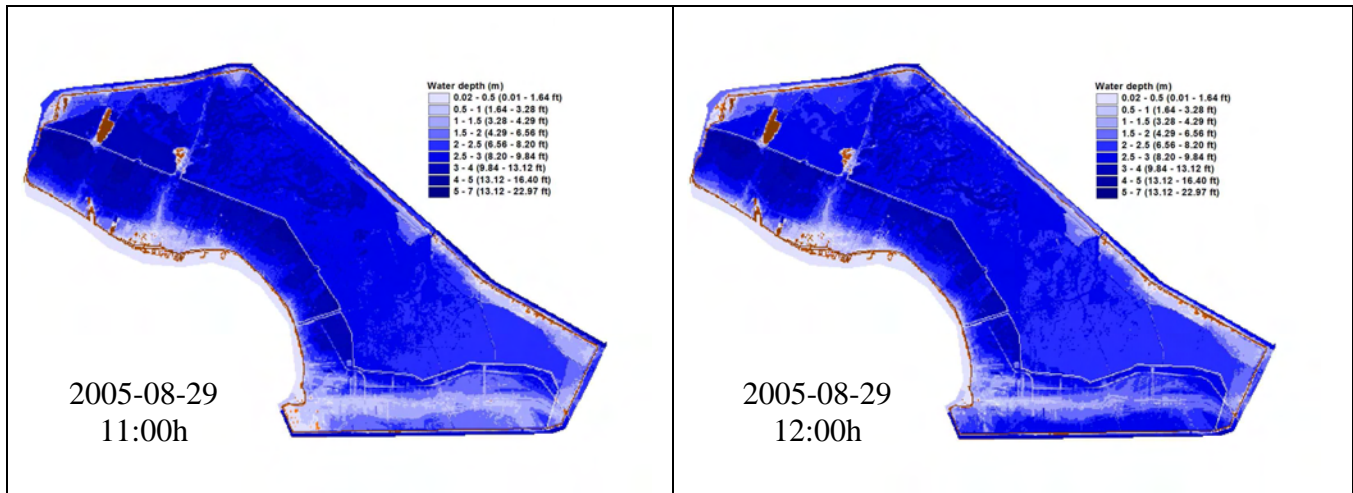 Water depth (m)
0.02 - 0.5 (0.01 - 1.64 ft)
0.5 - 1 (1.64 - 3.28 ft)
1 - 1.5 (3.28 - 4.29 ft)
1.5 - 2 (4.29 - 6.56 ft)
2 - 2.5 (6.56 - 8.20 ft)
2.5 - 3 (8.20 - 9.84 ft)
3 - 4 (9.84 - 13.12 ft)
4 - 5 (13.12 - 16.40 ft)
5 - 7 (13.12 - 22.97 ft)
2005-08-29
11:00h
Water depth (m)
0.02 - 0.5 (0.01 - 1.64 ft)
0.5 - 1 (1.64 - 3.28 ft)
1 - 1.5 (3.28 - 4.29 ft)
1.5 - 2 (4.29 - 6.56 ft)
2 - 2.5 (6.56 - 8.20 ft)
2.5 - 3 (8.20 - 9.84 ft)
3 - 4 (9.84 - 13.12 ft)
4 - 5 (13.12 - 16.40 ft)
5 - 7 (13.12 - 22.97 ft)
2005-08-29
12:00h